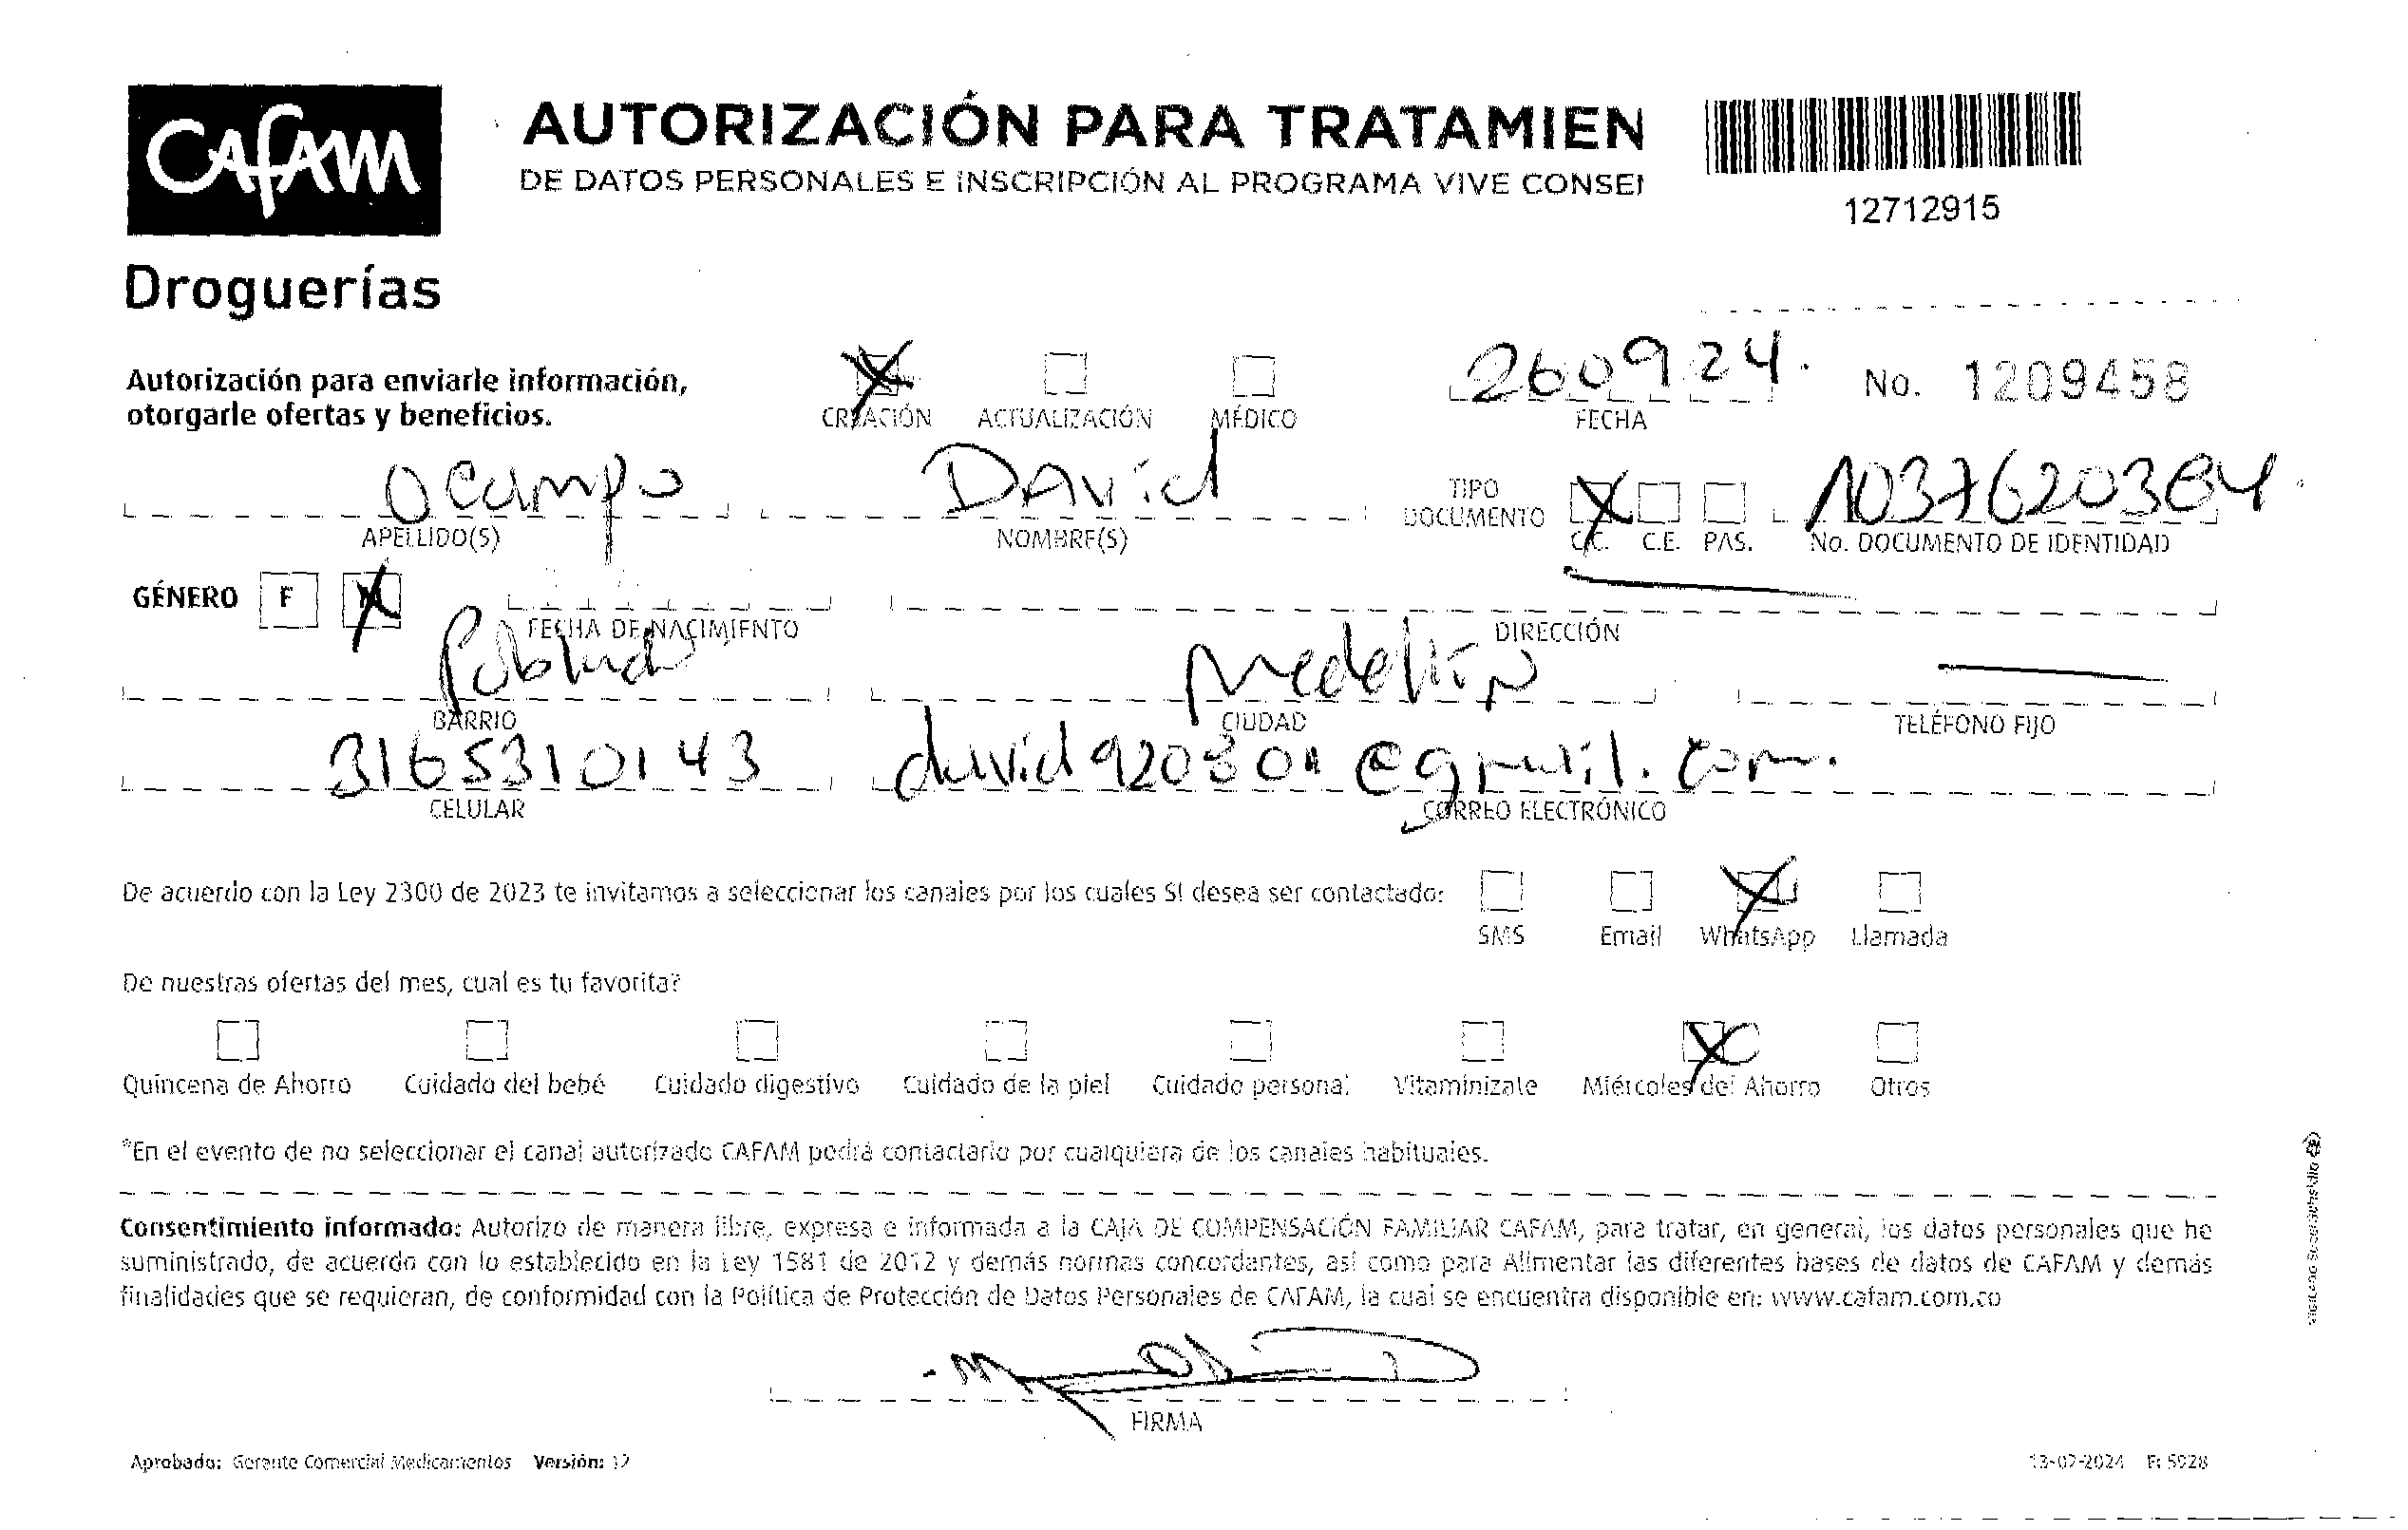 CAFAM
Droguerías
AUTORIZACIÓN PARA TRATAMIEN
DE DATOS PERSONALES E INSCRIPCIÓN AL PROGRAMA VIVE CONSEI
12712915
Autorización para enviarle información,
otorgarle ofertas y beneficios.
CREACIÓN ACTUALIZACIÓN MÉDICO
260924. No. 1209458
FECHA
Ocampo David
APELLIDO(S) NOMBRE(S)
TIPO
DOCUMENTO
C.C. C.E. PAS.
1037620384.
No. DOCUMENTO DE IDENTIDAD
GÉNERO F M
FECHA DE NACIMIENTO DIRECCIÓN
Poblad Medellín
BARRIO CIUDAD TELÉFONO FIJO
3165310143 @gmail.com.
CELULAR CORREO ELECTRÓNICO
De acuerdo con la Ley 2300 de 2023 te invitamos a seleccionar los canales por los cuales SI desea ser contactado:
SMS Email WhatsApp Llamada
De nuestras ofertas del mes, cual es tu favorita?
Quincena de Ahorro Cuidado del bebé Cuidado digestivo Cuidado de la piel Cuidado personal Vitaminízate Miércoles del Ahorro Otros
*En el evento de no seleccionar el canal autorizado CAFAM podrá contactarlo por cualquiera de los canales habituales.
Consentimiento informado: Autorizo de manera libre, expresa e informada a la CAJA DE COMPENSACIÓN FAMILIAR CAFAM, para tratar, en general, los datos personales que he
suministrado, de acuerdo con lo establecido en la Ley 1581 de 2012 y demás normas concordantes, así como para Alimentar las diferentes bases de datos de CAFAM y demás
finalidades que se requieran, de conformidad con la Política de Protección de Datos Personales de CAFAM, la cual se encuentra disponible en: www.cafam.com.co
FIRMA
Aprobado: Gerente Comercial Medicamentos Versión: 12
13-02-2024 F: 5928